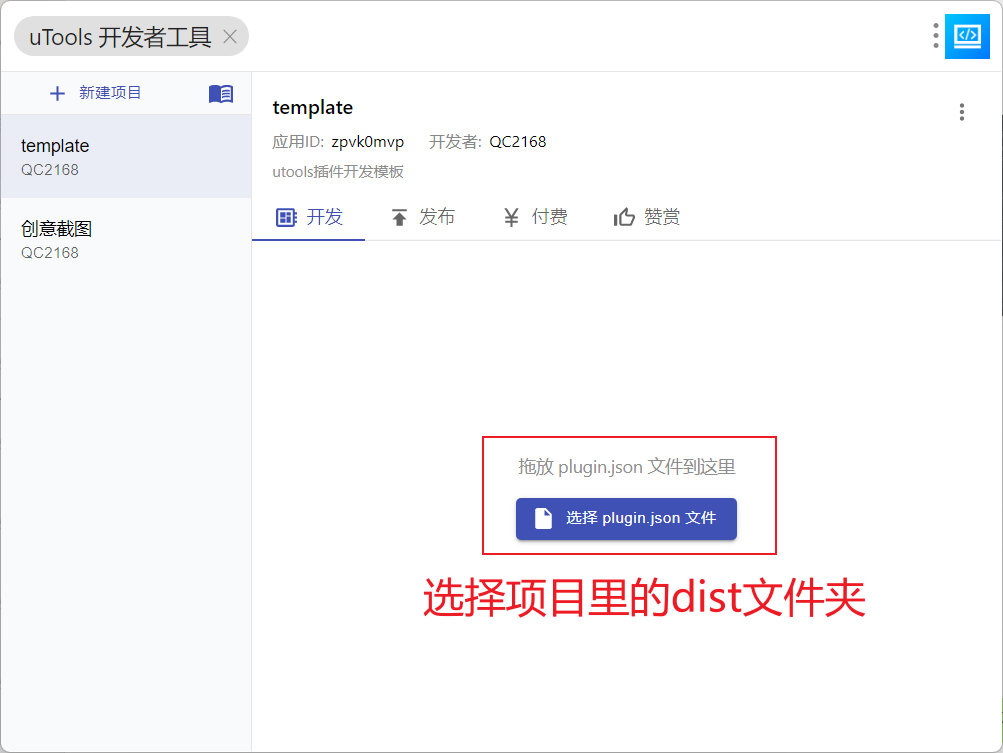 uTools 开发者工具
新建项目
template
QC2168
创意截图
QC2168
template
应用ID: zpvk0mvp 开发者: QC2168
utools插件开发模板
开发 发布 付费 赞赏
拖放 plugin.json 文件到这里
选择 plugin.json 文件
选择项目里的dist文件夹